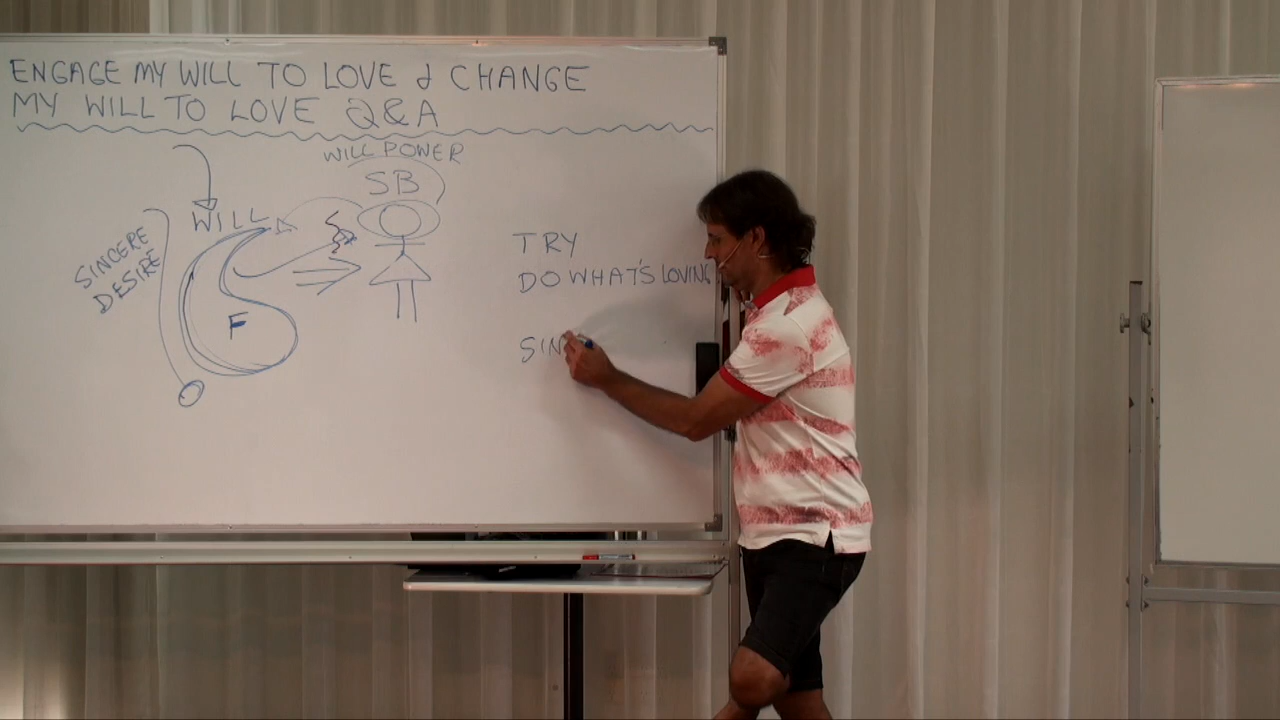 ENGAGE MY WILL TO LOVE & CHANGE
MY WILL TO LOVE Q&A
WILL POWER
SB
WILL
SINCERE
DESIRE
F
TRY
DO WHAT'S LOVING
SIN